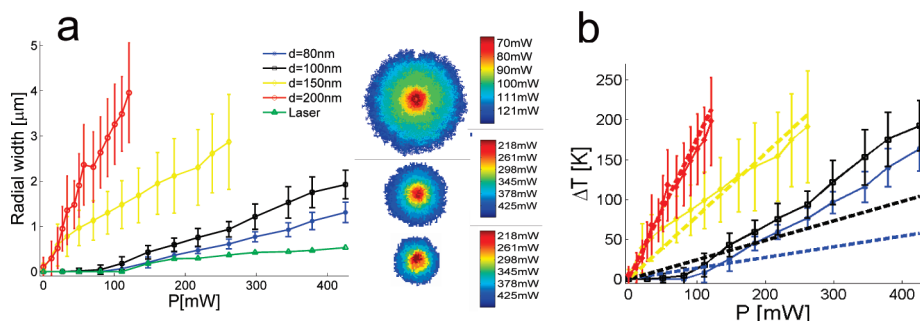 a
Radial width [μm]
5
4
3
2
1
0
0
100
200
300
400
P[mW]
d=80nm
d=100nm
d=150nm
d=200nm
Laser
70mW
80mW
90mW
100mW
111mW
121mW
218mW
261mW
298mW
345mW
378mW
425mW
218mW
261mW
298mW
345mW
378mW
425mW
b
ΔT [K]
250
200
150
100
50
0
0
100
200
300
400
P [mW]